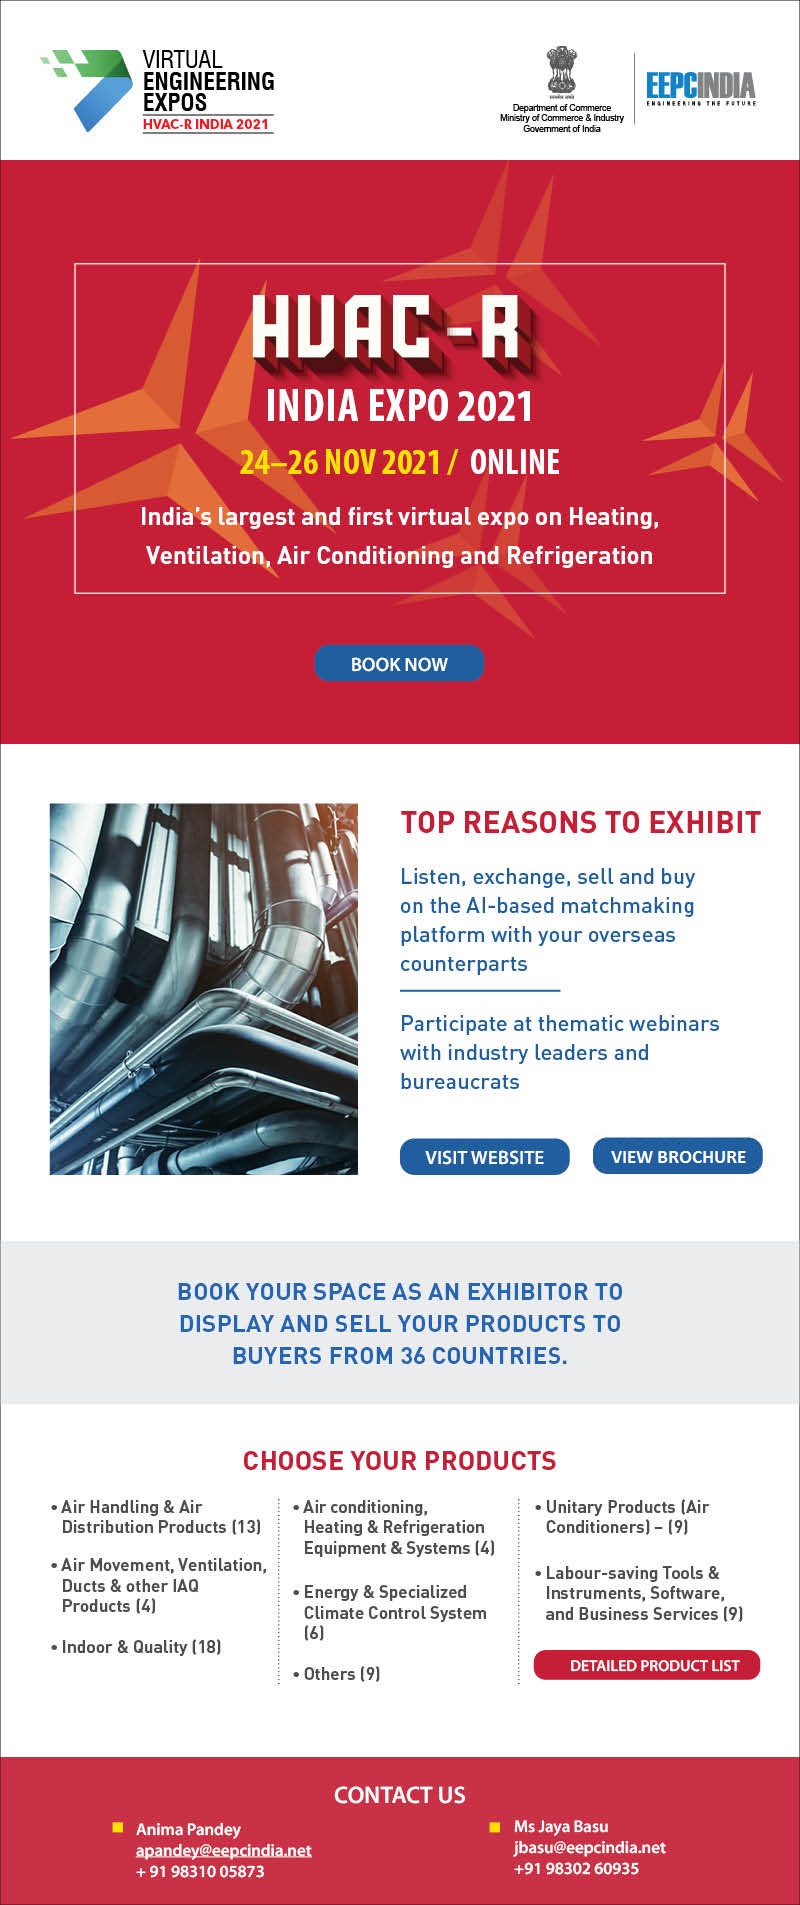 VIRTUAL
ENGINEERING
EXPOS
HVAC-R INDIA 2021
Department of Commerce
Ministry of Commerce & Industry
Government of India
EEPCINDIA
ENGINEERING THE FUTURE
HVAC-R
INDIA EXPO 2021
24–26 NOV 2021 / ONLINE
India's largest and first virtual expo on Heating,
Ventilation, Air Conditioning and Refrigeration
BOOK NOW
TOP REASONS TO EXHIBIT
Listen, exchange, sell and buy
on the AI-based matchmaking
platform with your overseas
counterparts
Participate at thematic webinars
with industry leaders and
bureaucrats
VISIT WEBSITE
VIEW BROCHURE
BOOK YOUR SPACE AS AN EXHIBITOR TO
DISPLAY AND SELL YOUR PRODUCTS TO
BUYERS FROM 36 COUNTRIES.
CHOOSE YOUR PRODUCTS
• Air Handling & Air
Distribution Products (13)
• Air Movement, Ventilation,
Ducts & other IAQ
Products (4)
• Indoor & Quality (18)
• Air conditioning,
Heating & Refrigeration
Equipment & Systems (4)
• Energy & Specialized
Climate Control System
(6)
• Others (9)
• Unitary Products (Air
Conditioners) – (9)
• Labour-saving Tools &
Instruments, Software,
and Business Services (9)
DETAILED PRODUCT LIST
CONTACT US
Anima Pandey
apandey@eepcindia.net
+ 91 98310 05873
Ms Jaya Basu
jbasu@eepcindia.net
+91 98302 60935